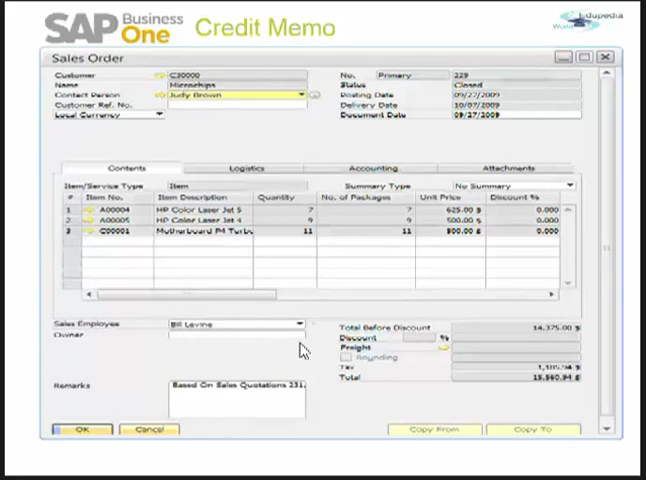 SAP Business One Credit Memo
Edupedia World
Sales Order
Customer C30000 No. Primary 229
Name Microchips Status Closed
Contact Person Judy Brown Posting Date 09/27/2009
Customer Ref. No. Delivery Date 10/07/2009
Local Currency Document Date 09/27/2009
Contents Logistics Accounting Attachments
Item/Service Type Item Summary Type No Summary
# Item No. Item Description Quantity No. of Packages Unit Price Discount %
1 A00004 HP Color Laser Jet 5 7 7 625.00 $ 0.000
2 A00005 HP Color Laser Jet 4 9 9 500.00 $ 0.000
3 C00001 Motherboard P4 Turbo 11 11 500.00 $ 0.000
Sales Employee Bill Levine Total Before Discount 14,375.00 $
Owner Discount %
Freight
Rounding
Tax
Remarks Based On Sales Quotations 231. Total
OK Cancel Copy From Copy To